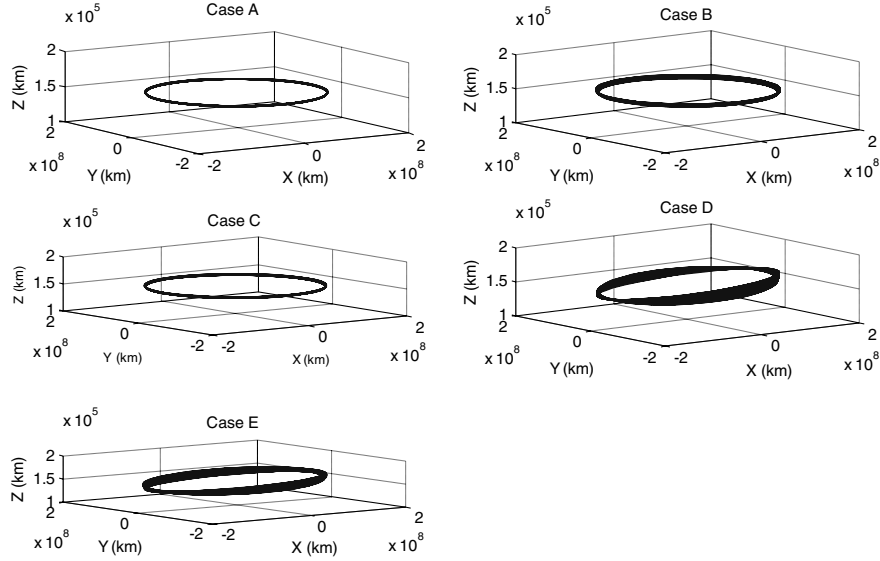 Case A
x 10^5
2
1.5
1
Z (km)
2
0
-2
x 10^8
Y (km)
-2
0
2
x 10^8
X (km)
Case B
x 10^5
2
1.5
1
Z (km)
2
0
-2
x 10^8
Y (km)
-2
0
2
x 10^8
X (km)
Case C
x 10^5
2
1.5
1
Z (km)
2
0
-2
x 10^8
Y (km)
-2
0
2
x 10^8
X (km)
Case D
x 10^5
2
1.5
1
Z (km)
2
0
-2
x 10^8
Y (km)
-2
0
2
x 10^8
X (km)
Case E
x 10^5
2
1.5
1
Z (km)
2
0
-2
x 10^8
Y (km)
-2
0
2
x 10^8
X (km)